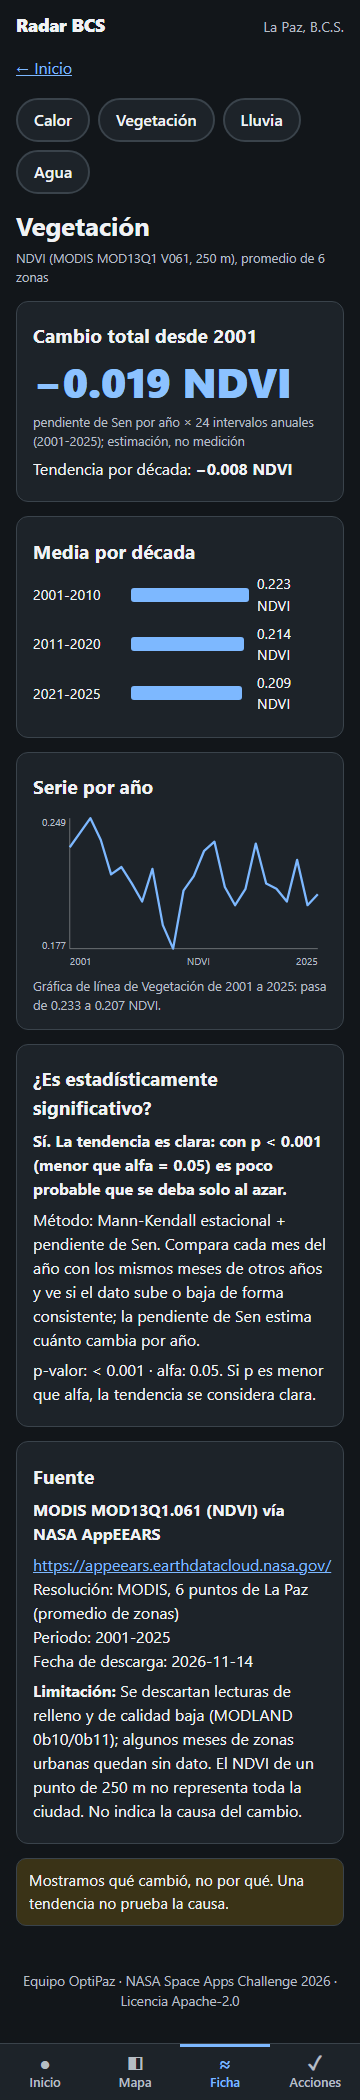 Radar BCS
La Paz, B.C.S.
← Inicio
Calor
Vegetación
Lluvia
Agua
Vegetación
NDVI (MODIS MOD13Q1 V061, 250 m), promedio de 6
zonas
Cambio total desde 2001
−0.019 NDVI
pendiente de Sen por año × 24 intervalos anuales
(2001-2025); estimación, no medición
Tendencia por década: −0.008 NDVI
Media por década
2001-2010
0.223
NDVI
2011-2020
0.214
NDVI
2021-2025
0.209
NDVI
Serie por año
0.249
0.177
2001
NDVI
2025
Gráfica de línea de Vegetación de 2001 a 2025: pasa
de 0.233 a 0.207 NDVI.
¿Es estadísticamente
significativo?
Sí. La tendencia es clara: con p < 0.001
(menor que alfa = 0.05) es poco
probable que se deba solo al azar.
Método: Mann-Kendall estacional +
pendiente de Sen. Compara cada mes del
año con los mismos meses de otros años
y ve si el dato sube o baja de forma
consistente; la pendiente de Sen estima
cuánto cambia por año.
p-valor: < 0.001 · alfa: 0.05. Si p es menor
que alfa, la tendencia se considera clara.
Fuente
MODIS MOD13Q1.061 (NDVI) vía
NASA AppEEARS
https://appeears.earthdatacloud.nasa.gov/
Resolución: MODIS, 6 puntos de La Paz
(promedio de zonas)
Periodo: 2001-2025
Fecha de descarga: 2026-11-14
Limitación: Se descartan lecturas de
relleno y de calidad baja (MODLAND
0b10/0b11); algunos meses de zonas
urbanas quedan sin dato. El NDVI de un
punto de 250 m no representa toda la
ciudad. No indica la causa del cambio.
Mostramos qué cambió, no por qué. Una
tendencia no prueba la causa.
Equipo OptiPaz · NASA Space Apps Challenge 2026 ·
Licencia Apache-2.0
Inicio
Mapa
Ficha
Acciones